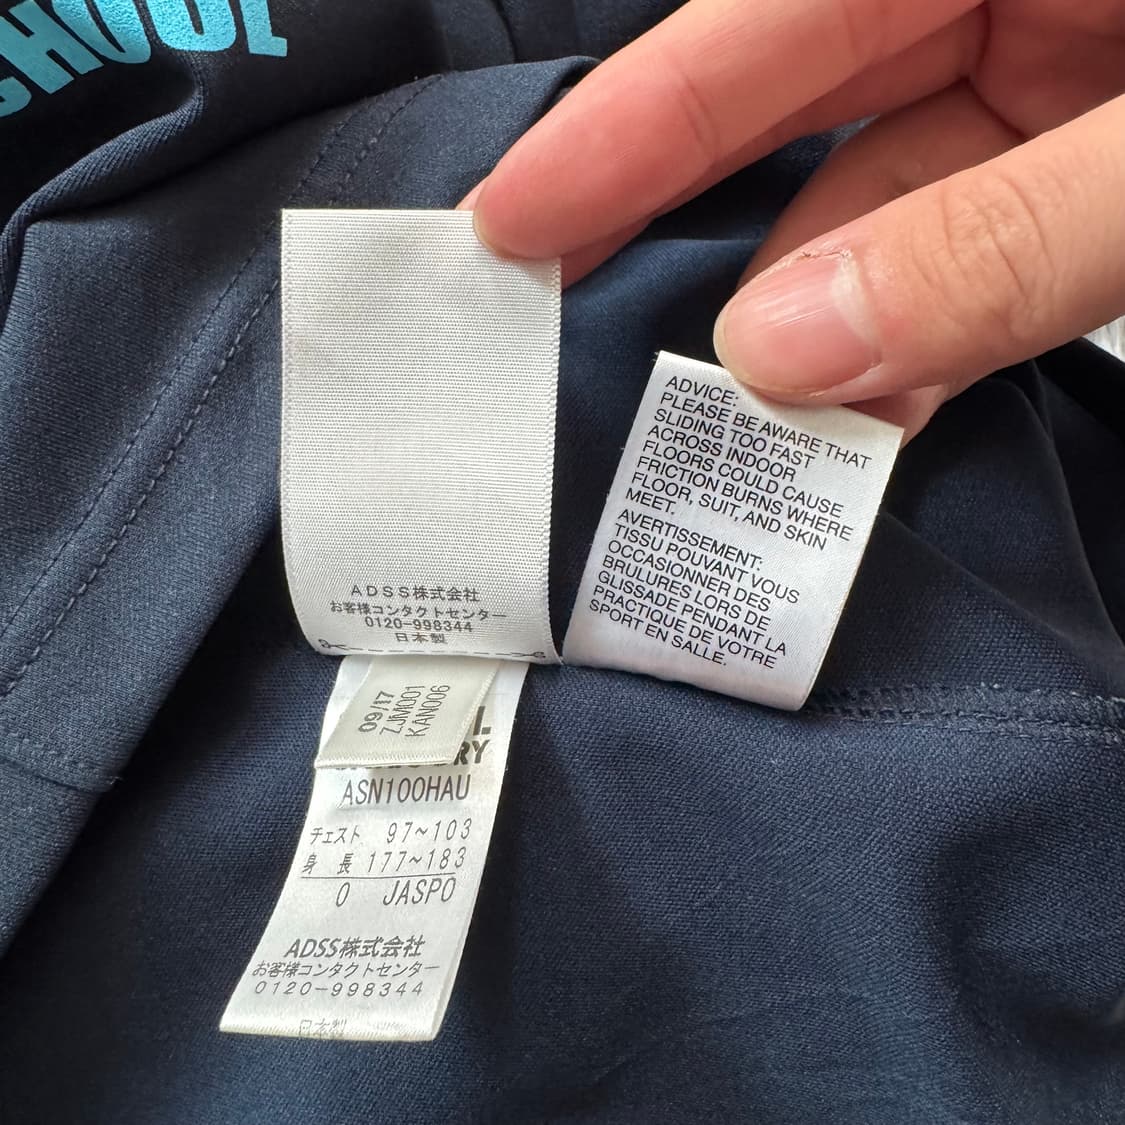 ADSS株式会社
お客様コンタクトセンター
0120-998344
日本製
ADVICE:
PLEASE BE AWARE THAT
SLIDING TOO FAST
ACROSS INDOOR
FLOORS COULD CAUSE
FRICTION BURNS WHERE
FLOOR, SUIT, AND SKIN
MEET.
AVERTISSEMENT:
TISSU POUVANT VOUS
OCCASIONNER DES
BRULURES LORS DE
GLISSADE PENDANT LA
PRACTIQUE DE VOTRE
SPORT EN SALLE.
09/17
ZJM001
KAN006
ASN100HAU
チェスト 97~103
身 長 177~183
0 JASPO
ADSS株式会社
お客様コンタクトセンター
0120-998344
日本製